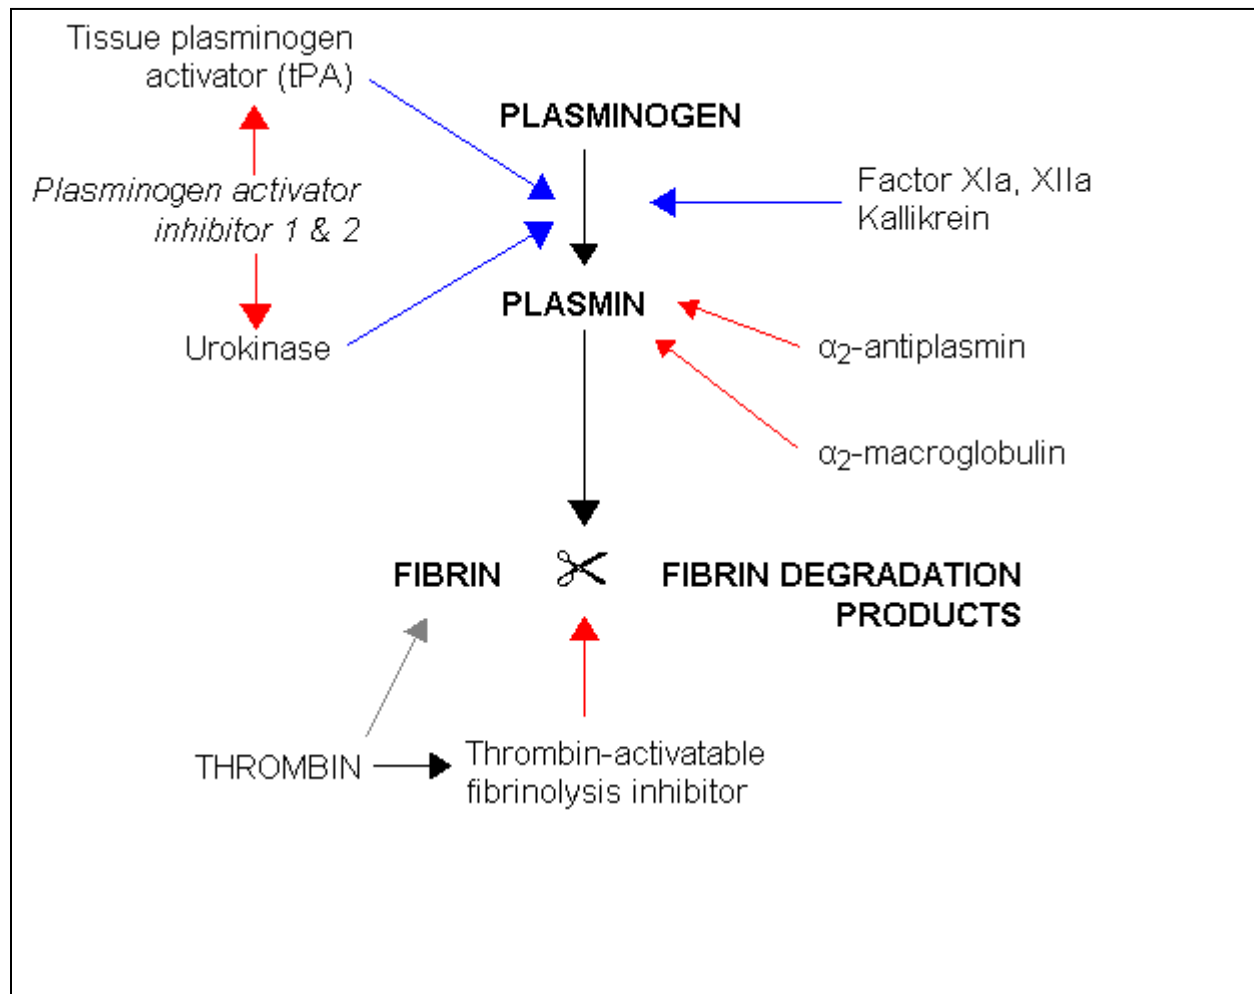 Tissue plasminogen
activator (tPA)
PLASMINOGEN
Plasminogen activator
inhibitor 1 & 2
Factor XIa, XIIa
Kallikrein
PLASMIN
Urokinase
α2-antiplasmin
α2-macroglobulin
FIBRIN
FIBRIN DEGRADATION
PRODUCTS
THROMBIN
Thrombin-activatable
fibrinolysis inhibitor